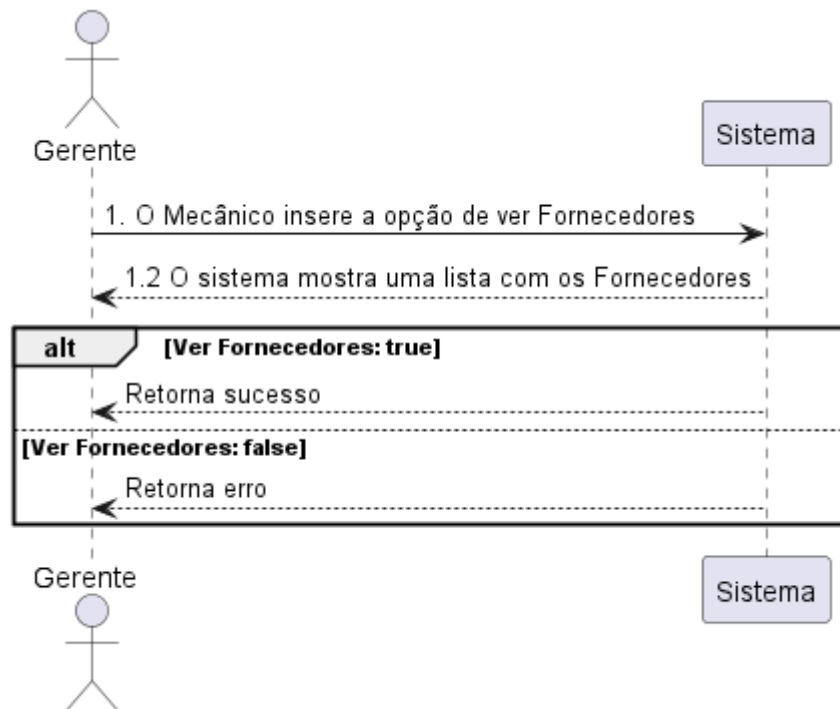 Gerente
Sistema
1. O Mecânico insere a opção de ver Fornecedores
1.2 O sistema mostra uma lista com os Fornecedores
alt [Ver Fornecedores: true]
Retorna sucesso
[Ver Fornecedores: false]
Retorna erro
Gerente
Sistema